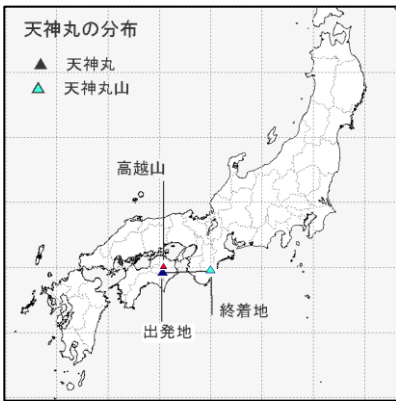 天神丸の分布
天神丸
天神丸山
高越山
終着地
出発地